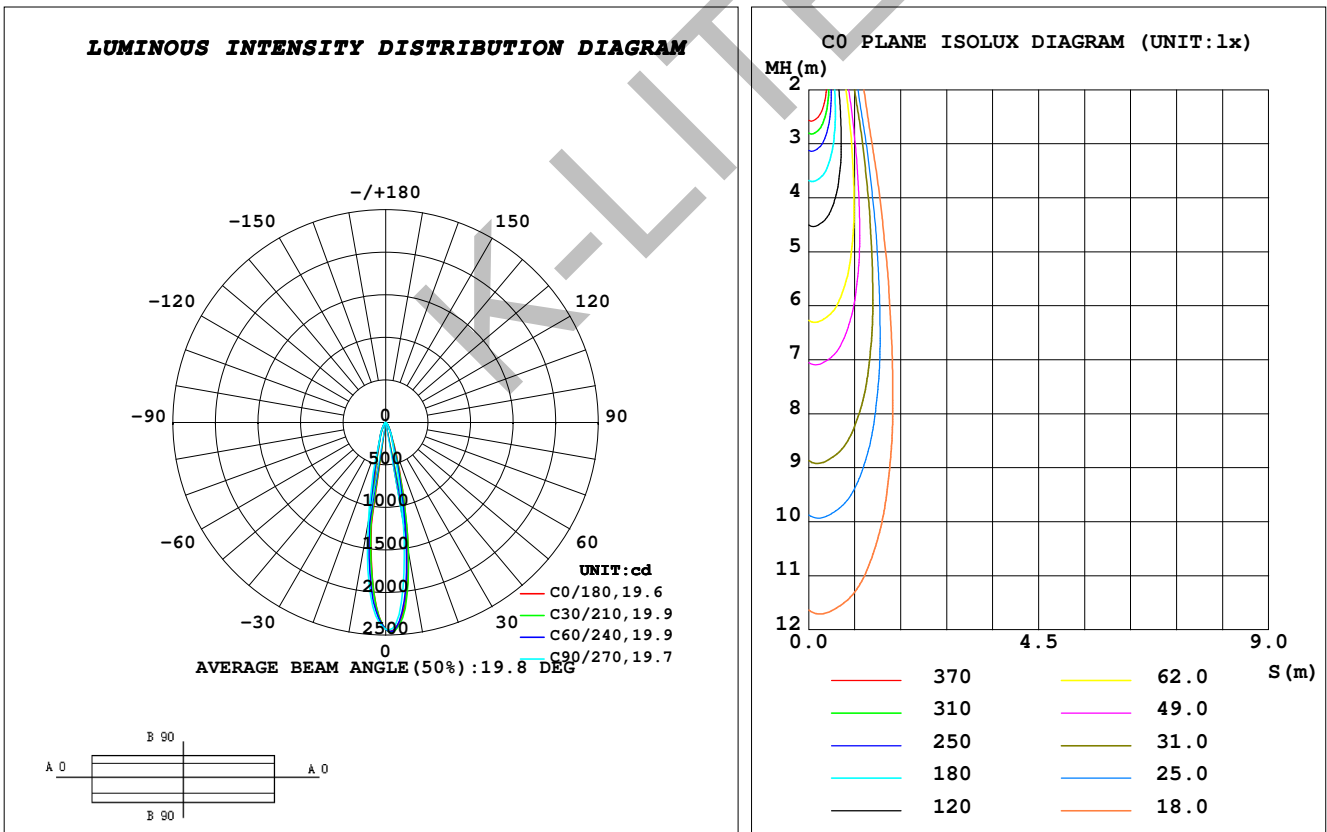 LUMINOUS INTENSITY DISTRIBUTION DIAGRAM
-/+180
-150
150
-120
120
-90
90
-60
60
-30
30
0
500
1000
1500
2000
2500
0
UNIT:cd
C0/180,19.6
C30/210,19.9
C60/240,19.9
C90/270,19.7
AVERAGE BEAM ANGLE(50%):19.8 DEG
B 90
A 0
A 0
B 90
C0 PLANE ISOLUX DIAGRAM (UNIT:lx)
MH(m)
2
3
4
5
6
7
8
9
10
11
12
0.0
4.5
9.0
S(m)
370
62.0
310
49.0
250
31.0
180
25.0
120
18.0
K-LITE